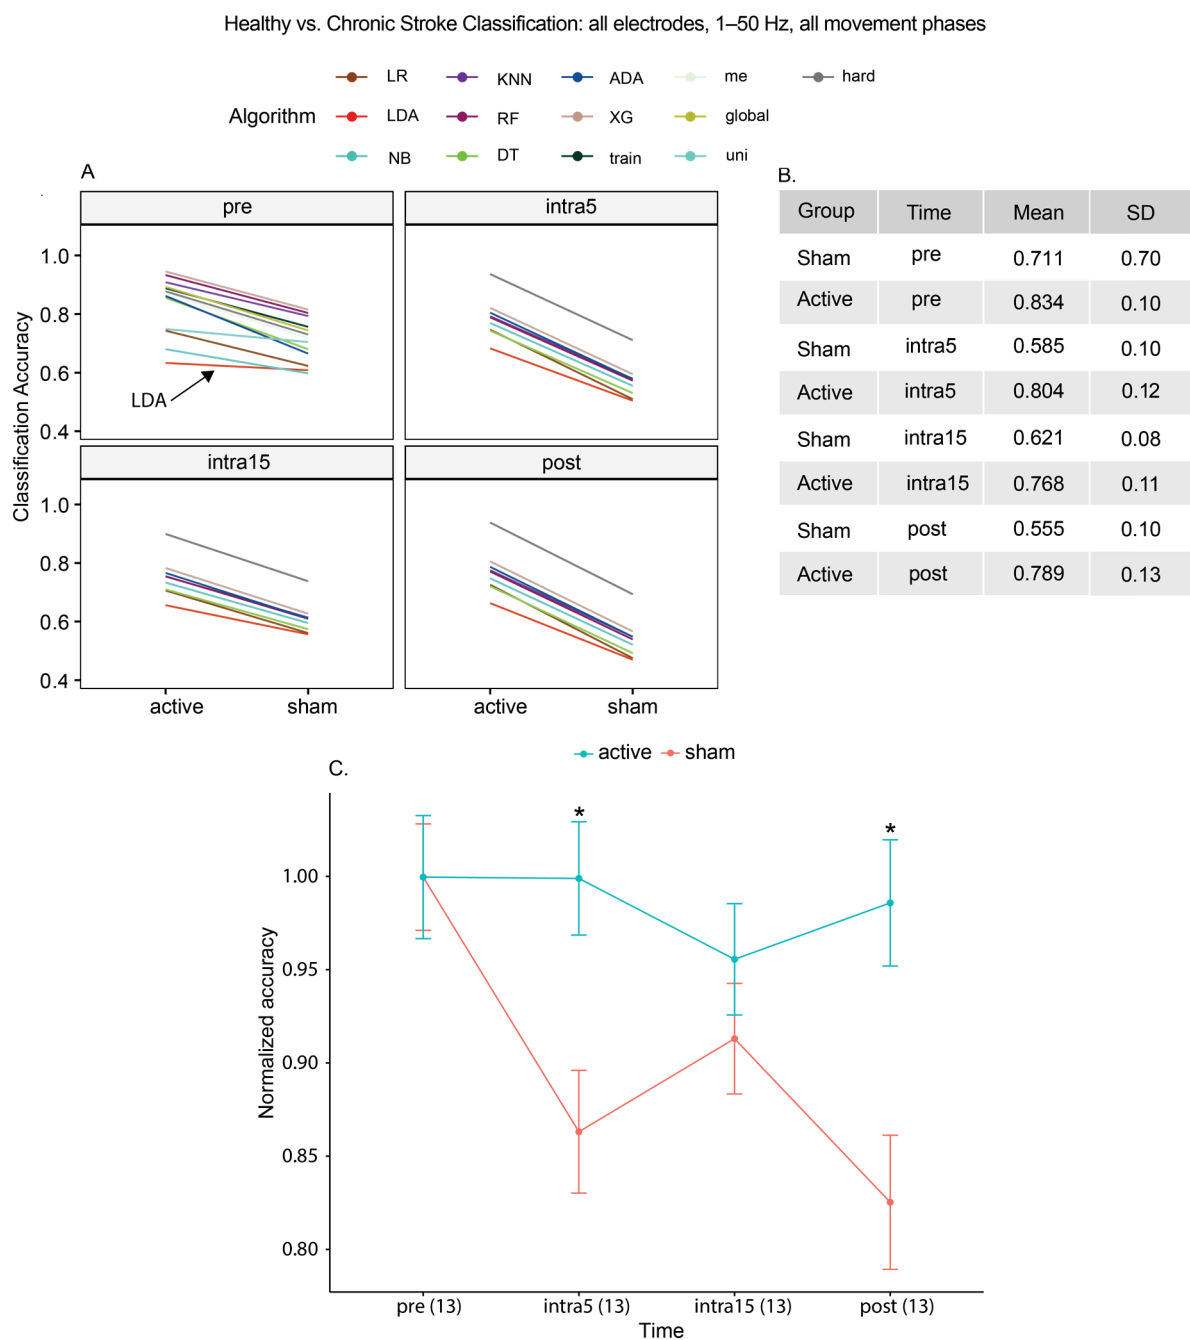 Healthy vs. Chronic Stroke Classification: all electrodes, 1–50 Hz, all movement phases
LR KNN ADA me hard
Algorithm LDA RF XG global
NB DT train uni
A
pre intra5
Classification Accuracy
1.0
0.8
0.6
0.4
LDA
intra15 post
1.0
0.8
0.6
0.4
active sham active sham
B.
Group Time Mean SD
Sham pre 0.711 0.70
Active pre 0.834 0.10
Sham intra5 0.585 0.10
Active intra5 0.804 0.12
Sham intra15 0.621 0.08
Active intra15 0.768 0.11
Sham post 0.555 0.10
Active post 0.789 0.13
active sham
C.
Normalized accuracy
* *
1.00
0.95
0.90
0.85
0.80
pre (13) intra5 (13) intra15 (13) post (13)
Time